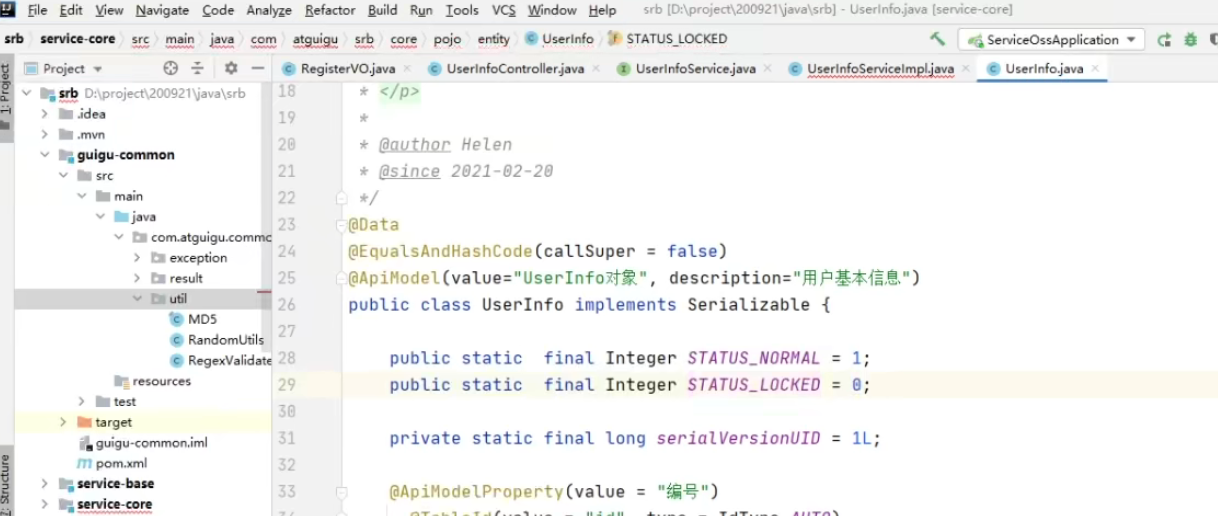 File Edit View Navigate Code Analyze Refactor Build Run Tools VCS Window Help srb [D:\project\200921\java\srb] - UserInfo.java [service-core]
srb service-core src main java com atguigu srb core pojo entity UserInfo STATUS_LOCKED ServiceOssApplication
Project RegisterVO.java UserInfoController.java UserInfoService.java UserInfoServiceImpl.java UserInfo.java
1: Project
srb D:\project\200921\java\srb
.idea
.mvn
guigu-common
src
main
java
com.atguigu.commo
exception
result
util
MD5
RandomUtils
RegexValidate
resources
test
target
guigu-common.iml
pom.xml
service-base
service-core
Structure
18 * </p>
19 *
20 * @author Helen
21 * @since 2021-02-20
22 */
23 @Data
24 @EqualsAndHashCode(callSuper = false)
25 @ApiModel(value="UserInfo对象", description="用户基本信息")
26 public class UserInfo implements Serializable {
27
28 public static final Integer STATUS_NORMAL = 1;
29 public static final Integer STATUS_LOCKED = 0;
30
31 private static final long serialVersionUID = 1L;
32
33 @ApiModelProperty(value = "编号")
34 @TableId(value = "id", type = IdType.AUTO)